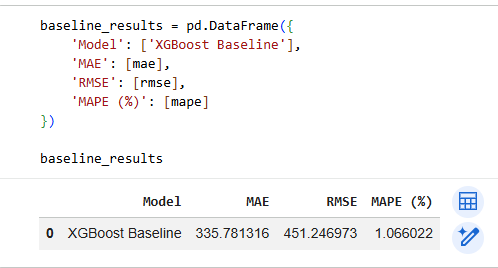 baseline_results = pd.DataFrame({
    'Model': ['XGBoost Baseline'],
    'MAE': [mae],
    'RMSE': [rmse],
    'MAPE (%)': [mape]
})

baseline_results
Model MAE RMSE MAPE (%)
0 XGBoost Baseline 335.781316 451.246973 1.066022